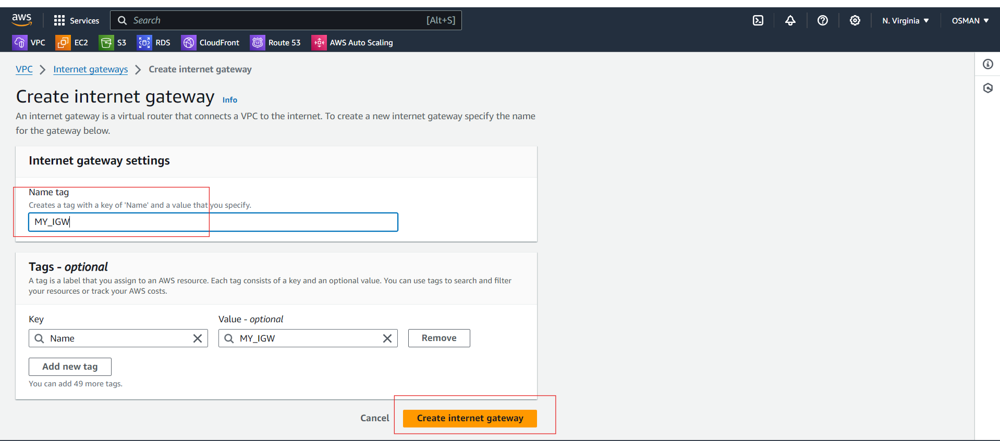 aws
Services
Search
[Alt+S]
N. Virginia
OSMAN
VPC
EC2
S3
RDS
CloudFront
Route 53
AWS Auto Scaling
VPC
Internet gateways
Create internet gateway
Create internet gateway
Info
An internet gateway is a virtual router that connects a VPC to the internet. To create a new internet gateway specify the name
for the gateway below.
Internet gateway settings
Name tag
Creates a tag with a key of 'Name' and a value that you specify.
MY_IGW
Tags - optional
A tag is a label that you assign to an AWS resource. Each tag consists of a key and an optional value. You can use tags to search and filter
your resources or track your AWS costs.
Key
Value - optional
Name
MY_IGW
Remove
Add new tag
You can add 49 more tags.
Cancel
Create internet gateway